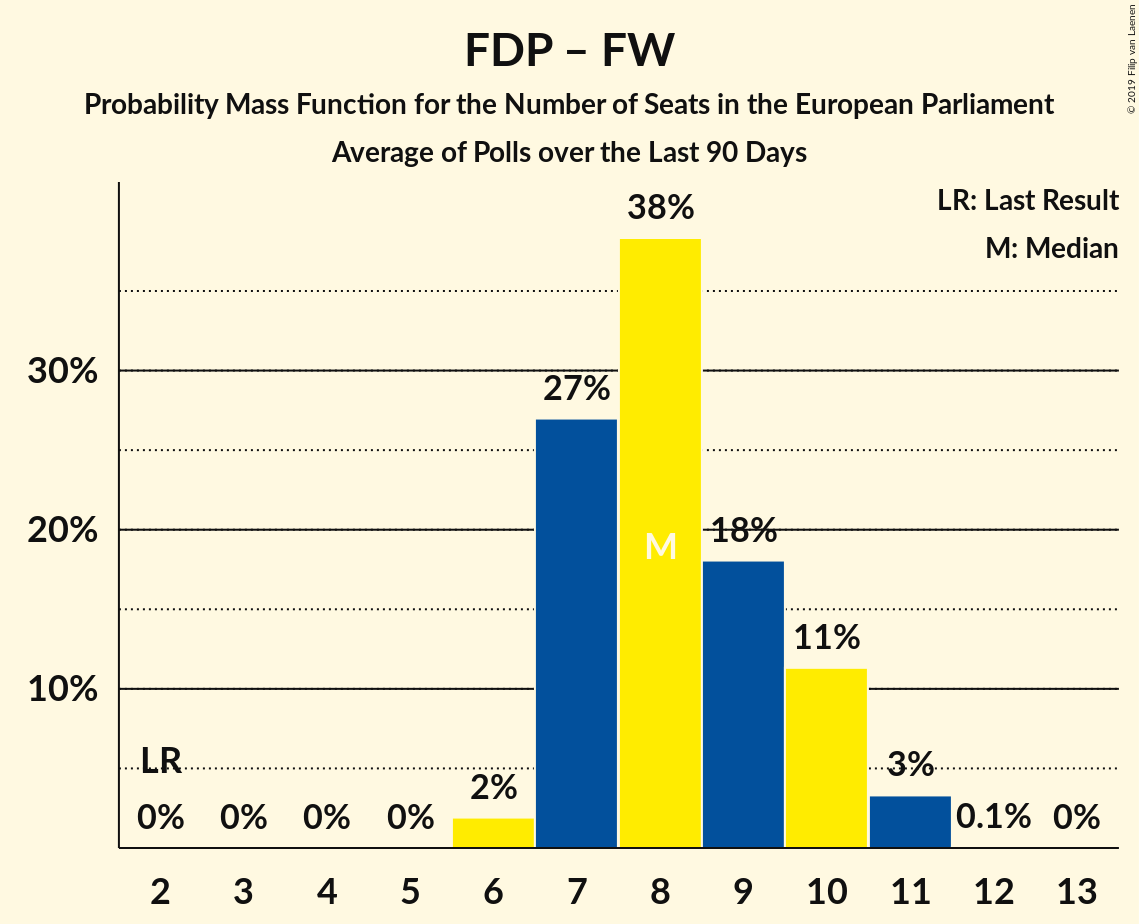 FDP – FW
Probability Mass Function for the Number of Seats in the European Parliament
Average of Polls over the Last 90 Days
© 2019 Filip van Laenen
LR: Last Result
M: Median
38%
30%
27%
20%
18%
M
11%
10%
LR
3%
2%
0% 0% 0% 0% 0.1% 0%
2 3 4 5 6 7 8 9 10 11 12 13